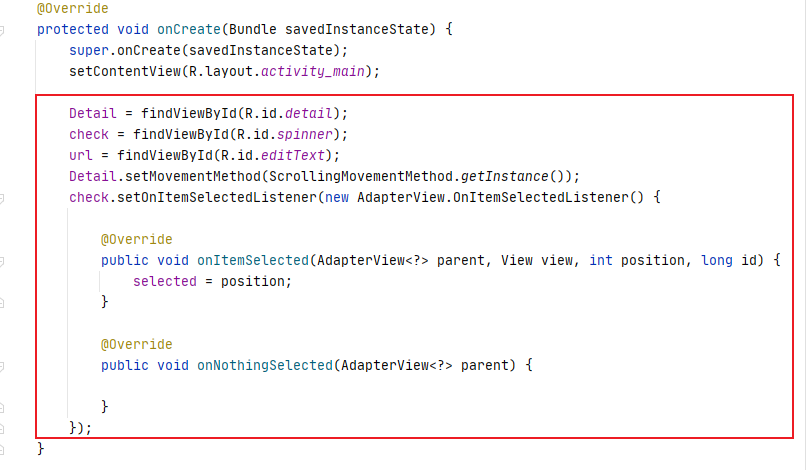 @Override
protected void onCreate(Bundle savedInstanceState) {
super.onCreate(savedInstanceState);
setContentView(R.layout.activity_main);
Detail = findViewById(R.id.detail);
check = findViewById(R.id.spinner);
url = findViewById(R.id.editText);
Detail.setMovementMethod(ScrollingMovementMethod.getInstance());
check.setOnItemSelectedListener(new AdapterView.OnItemSelectedListener() {
@Override
public void onItemSelected(AdapterView<?> parent, View view, int position, long id) {
selected = position;
}
@Override
public void onNothingSelected(AdapterView<?> parent) {
}
});
}